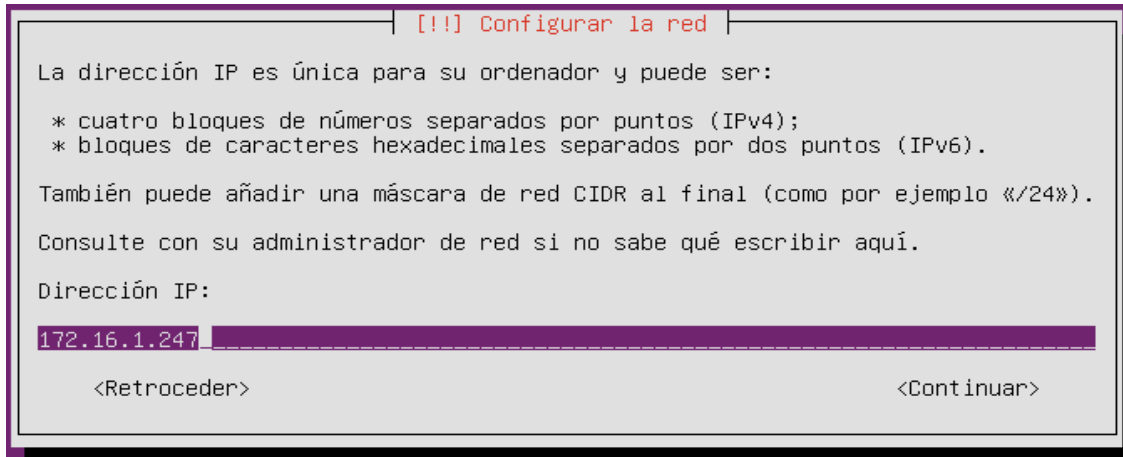 [!!] Configurar la red
La dirección IP es única para su ordenador y puede ser:
* cuatro bloques de números separados por puntos (IPv4);
* bloques de caracteres hexadecimales separados por dos puntos (IPv6).
También puede añadir una máscara de red CIDR al final (como por ejemplo «/24»).
Consulte con su administrador de red si no sabe qué escribir aquí.
Dirección IP:
172.16.1.247
<Retroceder> <Continuar>